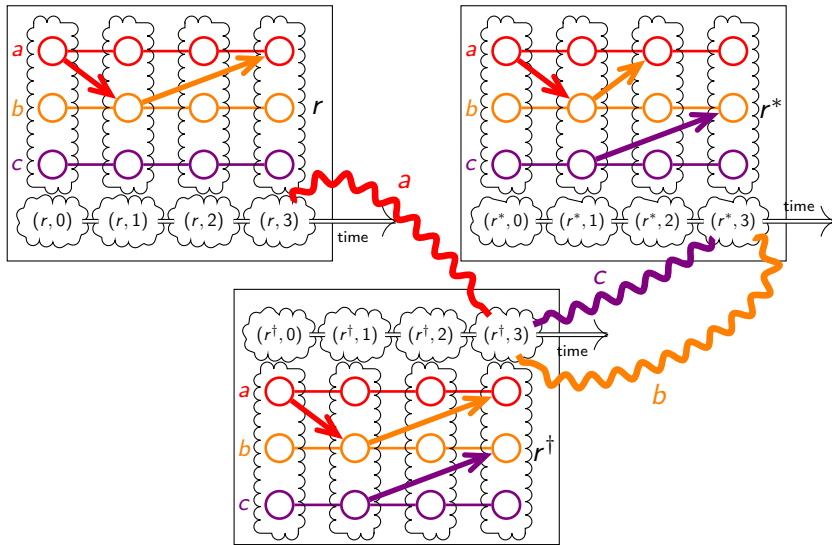 a
b
c
r
(r, 0) (r, 1) (r, 2) (r, 3)
time
a
a
b
c
r*
(r*, 0) (r*, 1) (r*, 2) (r*, 3)
time
c
b
(r†, 0) (r†, 1) (r†, 2) (r†, 3)
time
a
b
c
r†